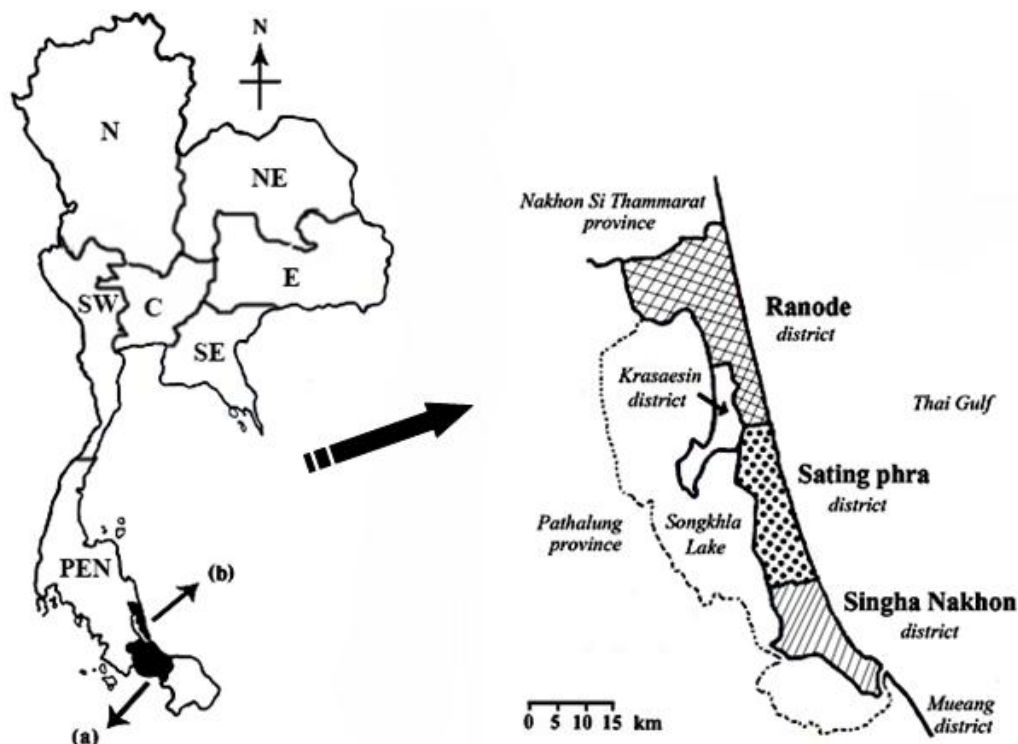 N
N
NE
E
SW
C
SE
PEN
(b)
(a)
Nakhon Si Thammarat
province
Ranode
district
Krasaesin
district
Thai Gulf
Sating phra
district
Pathalung
province
Songkhla
Lake
Singha Nakhon
district
0 5 10 15 km
Mueang
district